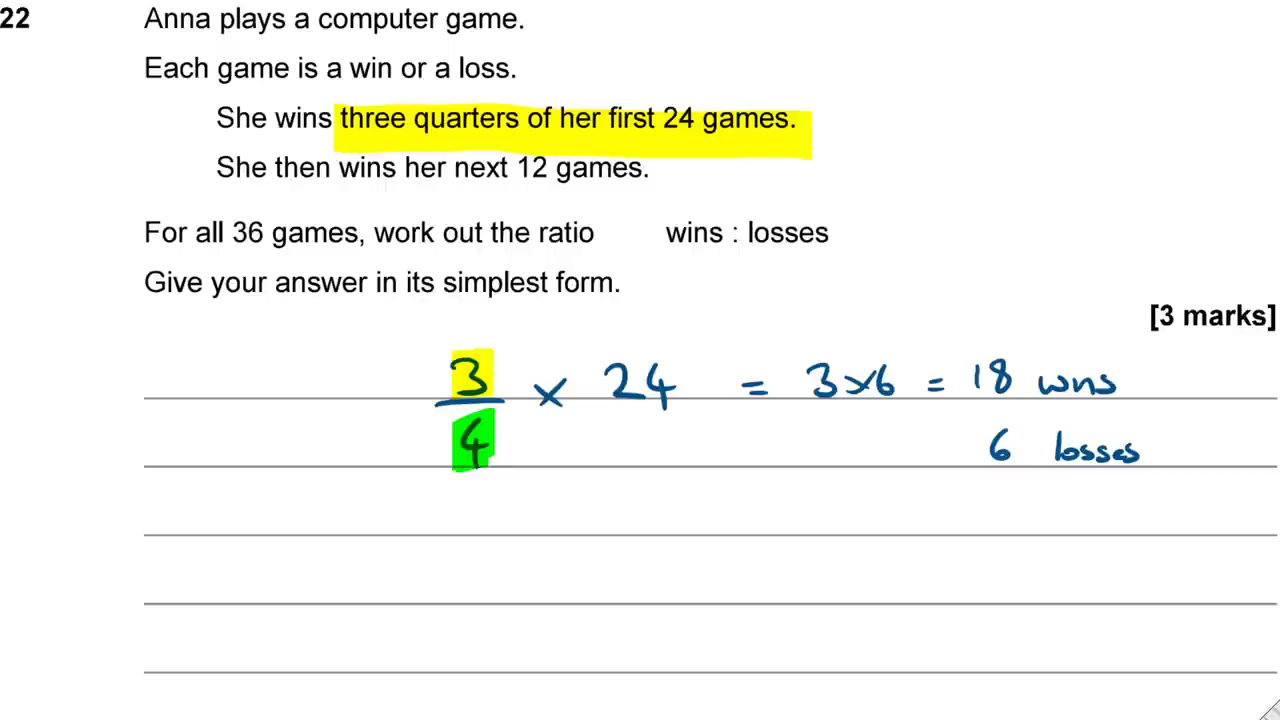 22 Anna plays a computer game.
Each game is a win or a loss.
She wins three quarters of her first 24 games.
She then wins her next 12 games.
For all 36 games, work out the ratio wins : losses
Give your answer in its simplest form.
[3 marks]
3/4 × 24 = 3×6 = 18 wns
6 losses